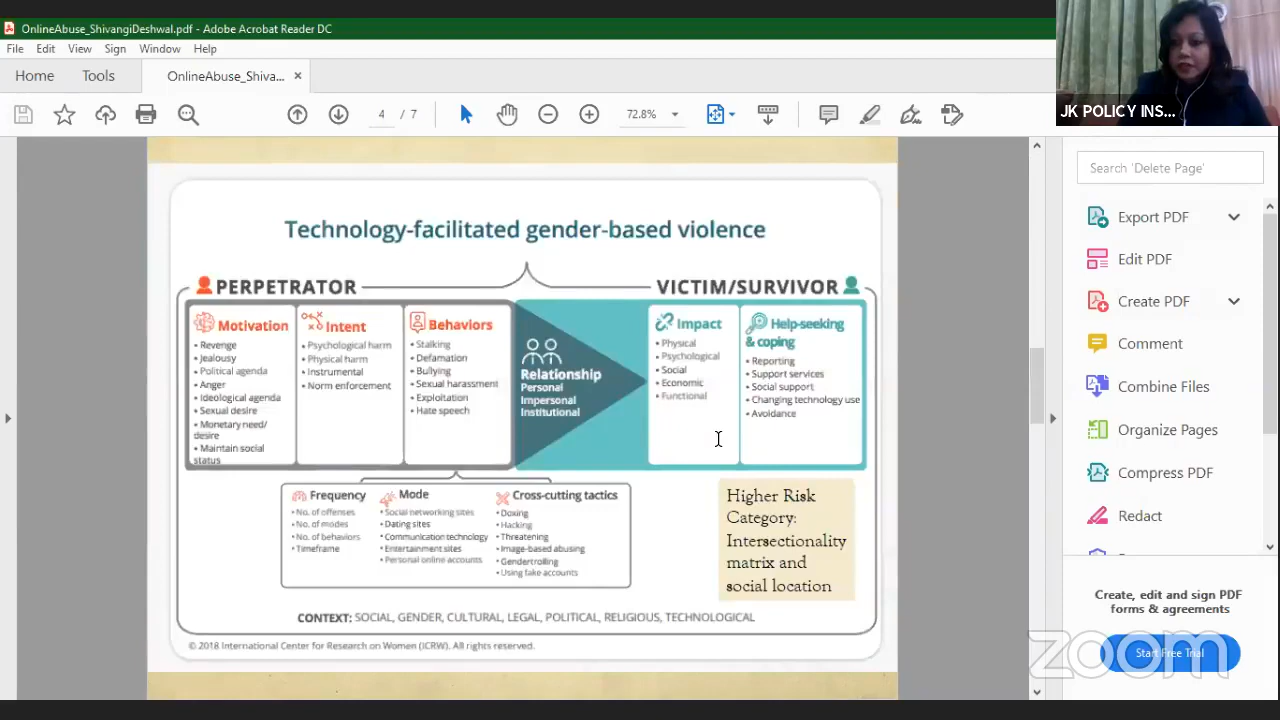 OnlineAbuse_ShivangiDeshwal.pdf - Adobe Acrobat Reader DC
File Edit View Sign Window Help
Home Tools OnlineAbuse_Shiva... ×
4 / 7 72.8%
JK POLICY INS...
Technology-facilitated gender-based violence
PERPETRATOR VICTIM/SURVIVOR
Motivation
• Revenge
• Jealousy
• Political agenda
• Anger
• Ideological agenda
• Sexual desire
• Monetary need/
desire
• Maintain social
status
Intent
• Psychological harm
• Physical harm
• Instrumental
• Norm enforcement
Behaviors
• Stalking
• Defamation
• Bullying
• Sexual harassment
• Exploitation
• Hate speech
Relationship
Personal
Impersonal
Institutional
Impact
• Physical
• Psychological
• Social
• Economic
• Functional
Help-seeking
& coping
• Reporting
• Support services
• Social support
• Changing technology use
• Avoidance
Frequency
• No. of offenses
• No. of modes
• No. of behaviors
• Timeframe
Mode
• Social networking sites
• Dating sites
• Communication technology
• Entertainment sites
• Personal online accounts
Cross-cutting tactics
• Doxing
• Hacking
• Threatening
• Image-based abusing
• Gendertrolling
• Using fake accounts
Higher Risk
Category:
Intersectionality
matrix and
social location
CONTEXT: SOCIAL, GENDER, CULTURAL, LEGAL, POLITICAL, RELIGIOUS, TECHNOLOGICAL
© 2018 International Center for Research on Women (ICRW). All rights reserved.
Search 'Delete Page'
Export PDF
Edit PDF
Create PDF
Comment
Combine Files
Organize Pages
Compress PDF
Redact
Create, edit and sign PDF
forms & agreements
Start Free Trial
zoom